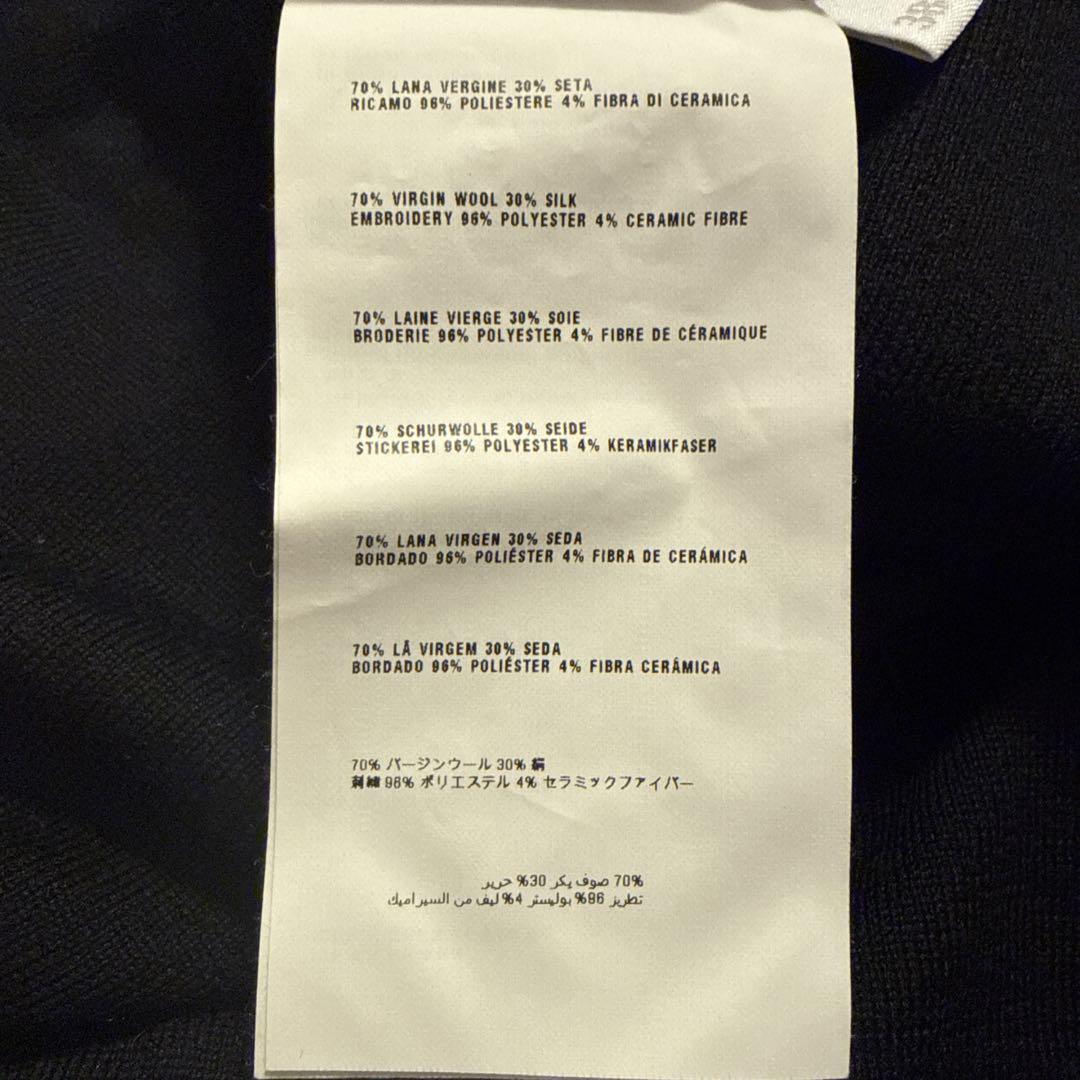 70% LANA VERGINE 30% SETA
RICAMO 96% POLIESTERE 4% FIBRA DI CERAMICA
70% VIRGIN WOOL 30% SILK
EMBROIDERY 96% POLYESTER 4% CERAMIC FIBRE
70% LAINE VIERGE 30% SOIE
BRODERIE 96% POLYESTER 4% FIBRE DE CÉRAMIQUE
70% SCHURWOLLE 30% SEIDE
STICKEREI 96% POLYESTER 4% KERAMIKFASER
70% LANA VIRGEN 30% SEDA
BORDADO 96% POLIÉSTER 4% FIBRA DE CERÁMICA
70% LÃ VIRGEM 30% SEDA
BORDADO 96% POLIÉSTER 4% FIBRA CERÂMICA
70% バージンウール 30% 絹
刺繍 96% ポリエステル 4% セラミックファイバー
70% صوف بكر 30% حرير
تطريز 96% بوليستر 4% ليف من السيراميك